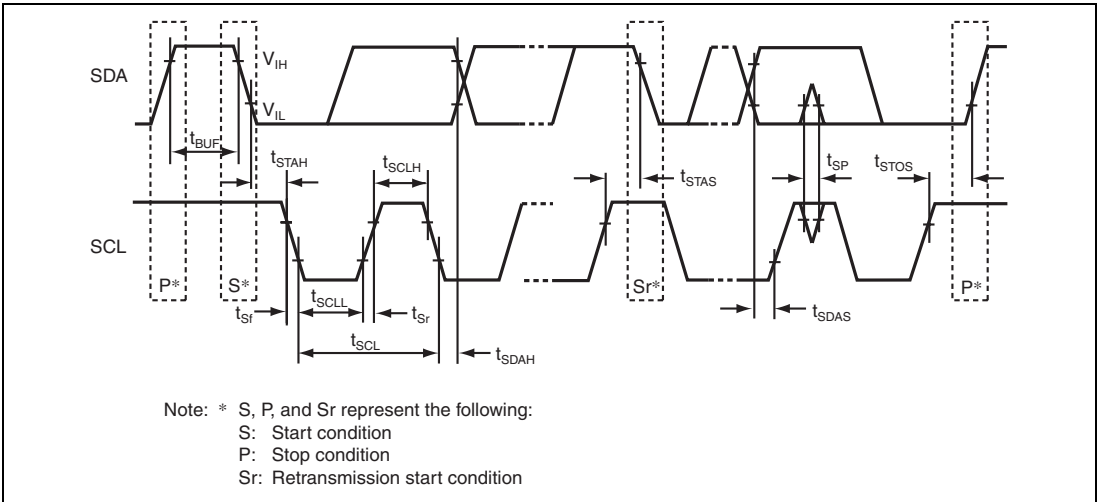 SDA
V_IH
V_IL
t_BUF
t_STAH
t_SCLH
t_STAS
t_SP
t_STOS
SCL
P*
S*
Sr*
P*
t_Sf
t_SCLL
t_Sr
t_SDAS
t_SCL
t_SDAH
Note: * S, P, and Sr represent the following:
S: Start condition
P: Stop condition
Sr: Retransmission start condition